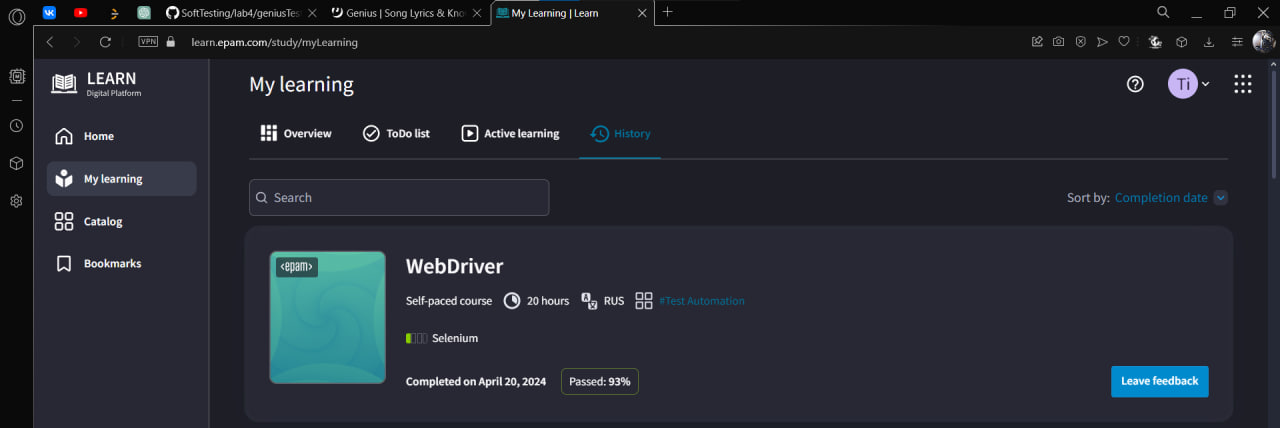 SoftTesting/lab4/geniusTes
Genius | Song Lyrics & Kno
My Learning | Learn
VPN
learn.epam.com/study/myLearning
LEARN
Digital Platform
My learning
Ti
Home
My learning
Catalog
Bookmarks
Overview
ToDo list
Active learning
History
Search
Sort by: Completion date
<epam>
WebDriver
Self-paced course
20 hours
RUS
#Test Automation
Selenium
Completed on April 20, 2024
Passed: 93%
Leave feedback